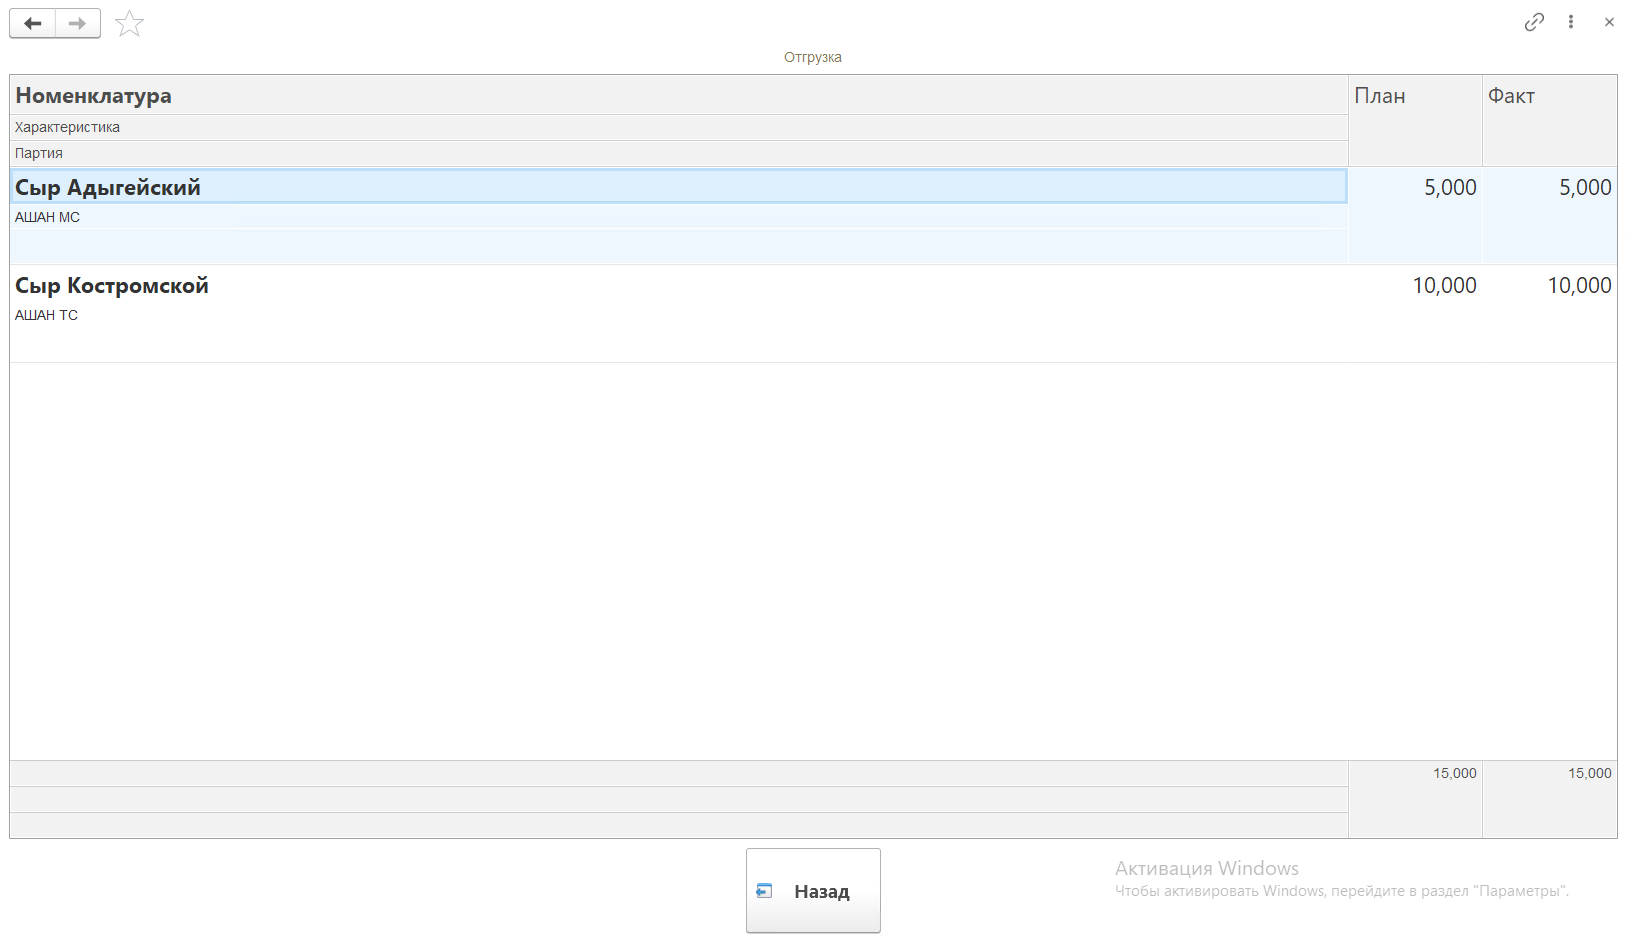 Отгрузка
Номенклатура План Факт
Характеристика
Партия
Сыр Адыгейский 5,000 5,000
АШАН МС
Сыр Костромской 10,000 10,000
АШАН ТС
15,000 15,000
Назад
Активация Windows
Чтобы активировать Windows, перейдите в раздел "Параметры".